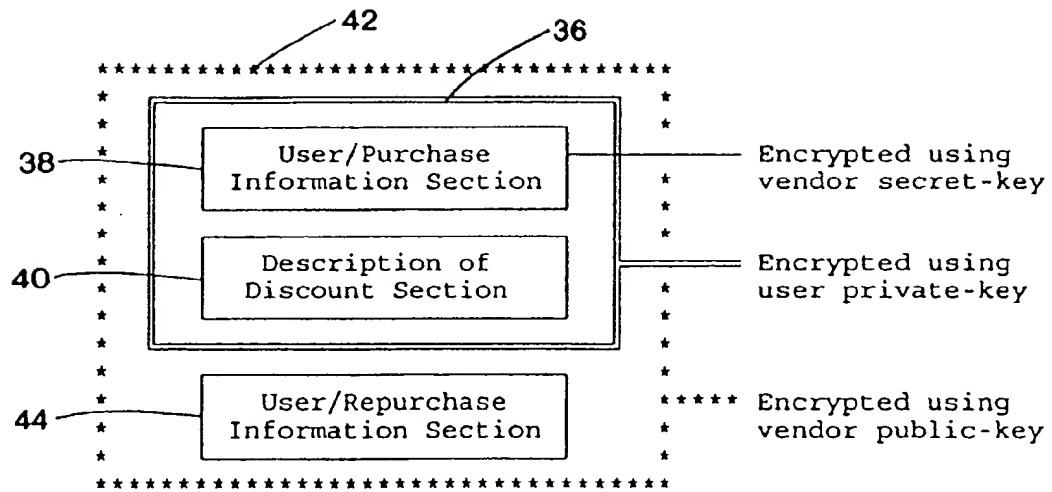 42
36
38
User/Purchase
Information Section
Encrypted using
vendor secret-key
40
Description of
Discount Section
Encrypted using
user private-key
44
User/Repurchase
Information Section
Encrypted using
vendor public-key